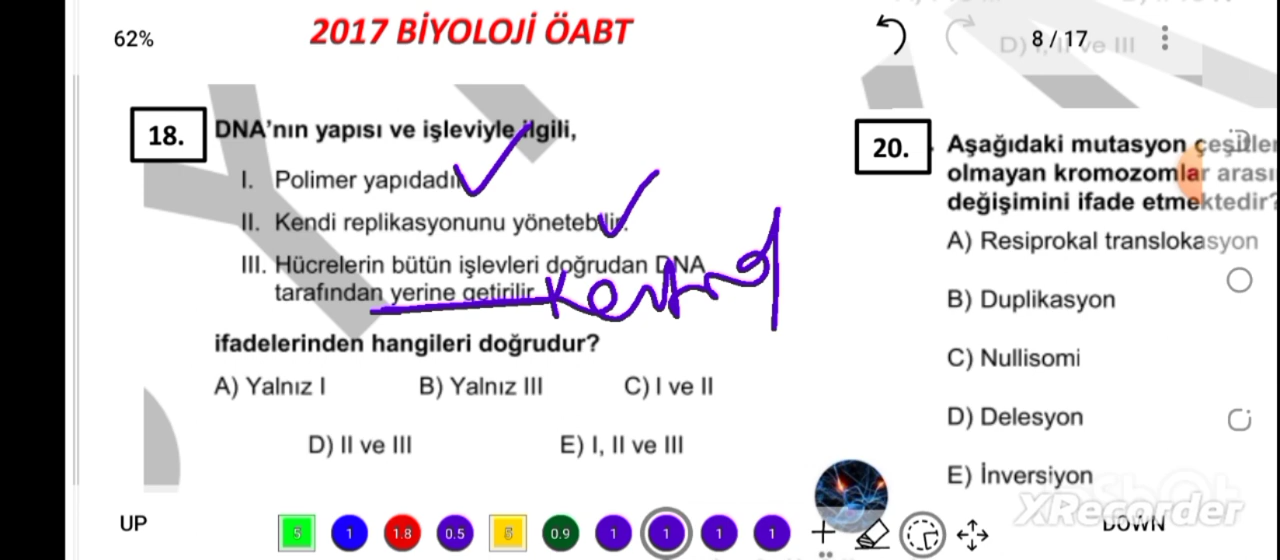 62%
2017 BİYOLOJİ ÖABT
8 / 17
D) I, II ve III
18.
DNA'nın yapısı ve işleviyle ilgili,
I. Polimer yapıdadır.
II. Kendi replikasyonunu yönetebilir.
III. Hücrelerin bütün işlevleri doğrudan DNA
tarafından yerine getirilir.
kontrol
ifadelerinden hangileri doğrudur?
A) Yalnız I
B) Yalnız III
C) I ve II
D) II ve III
E) I, II ve III
20.
Aşağıdaki mutasyon çeşitler
olmayan kromozomlar arası
değişimini ifade etmektedir?
A) Resiprokal translokasyon
B) Duplikasyon
C) Nullisomi
D) Delesyon
E) İnversiyon
UP
5
1
1.8
0.5
5
0.9
1
1
1
1
XRecorder
DOWN